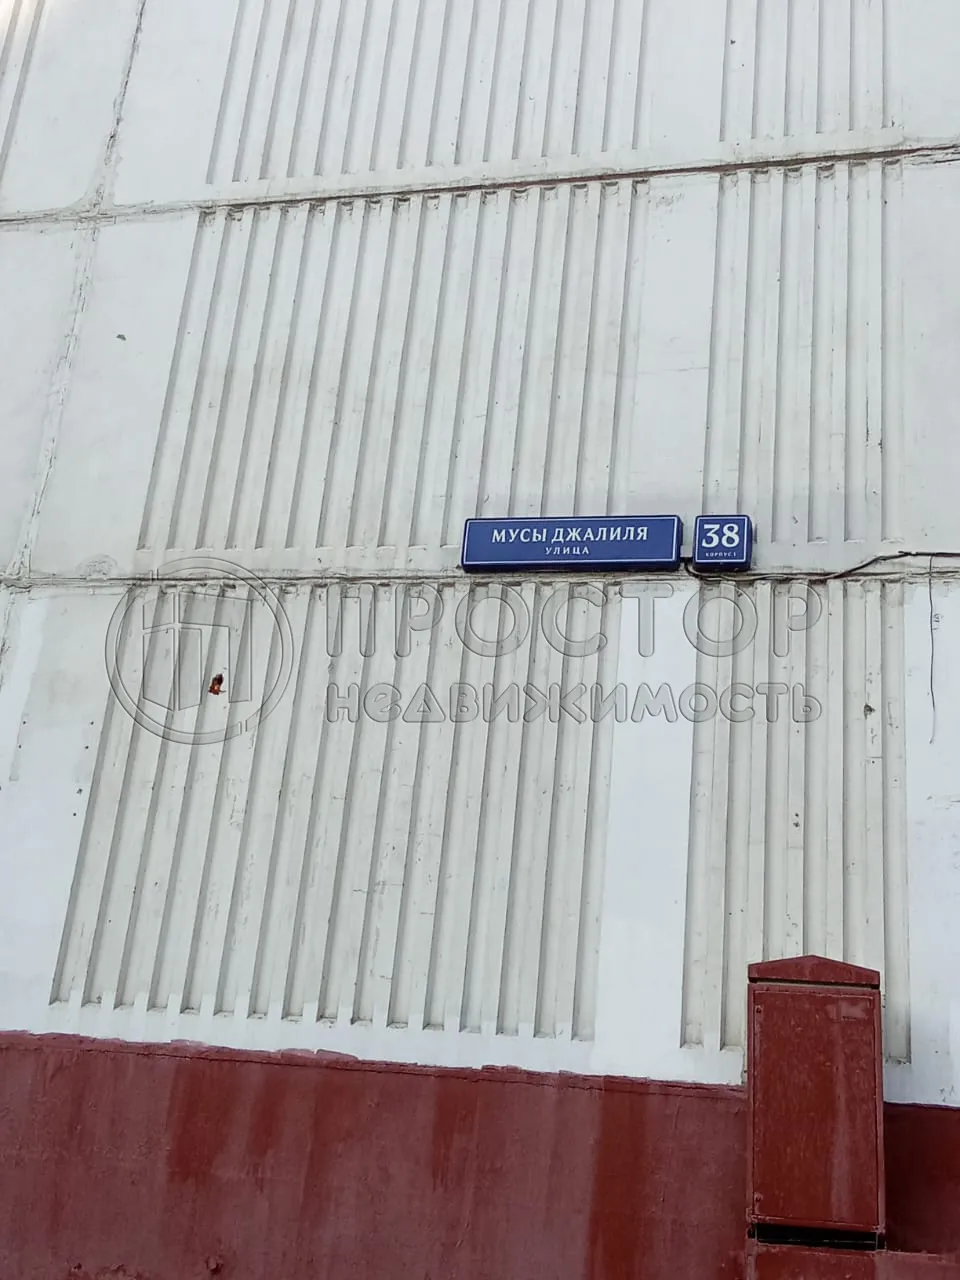 МУСЫ ДЖАЛИЛЯ
УЛИЦА
38
КОРПУС 1
ПРОСТОР
НЕДВИЖИМОСТЬ